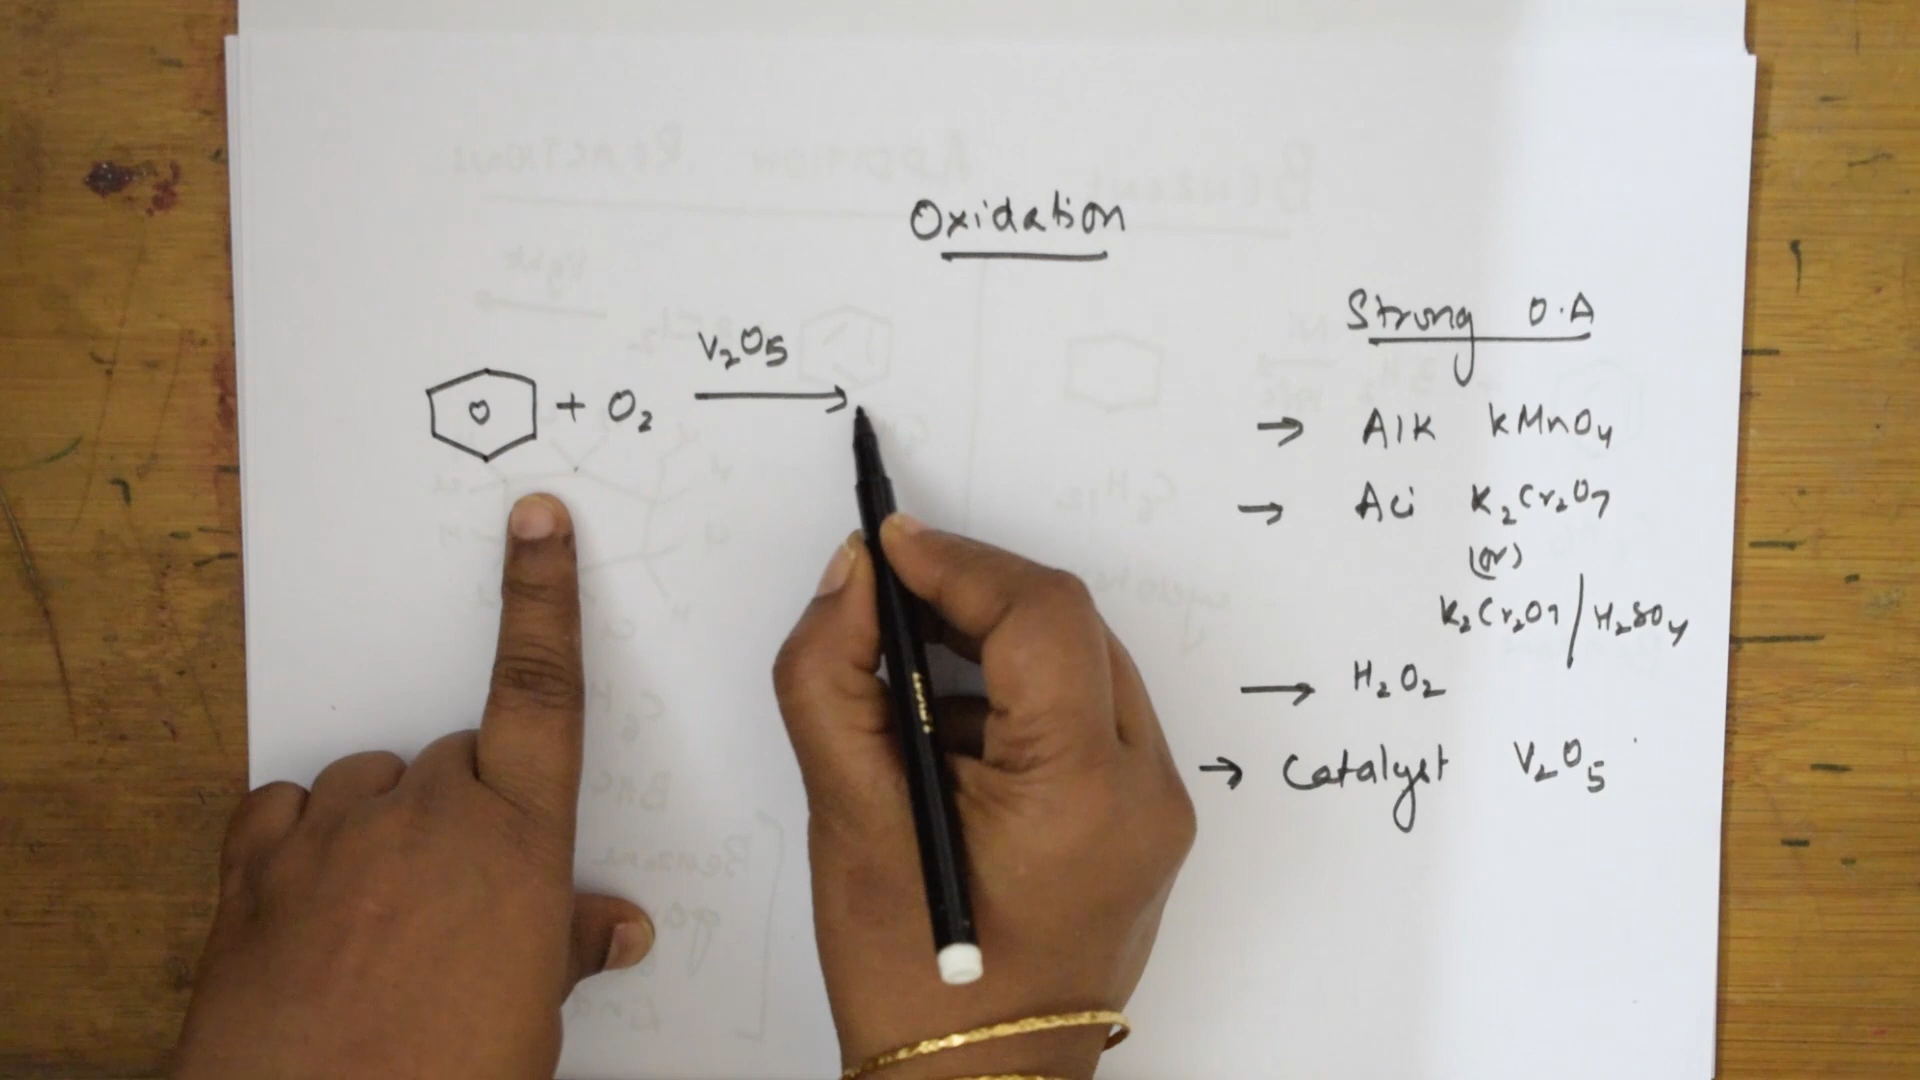 Oxidation
V₂O₅
+ O₂ →
Strong O.A
→ Alk KMnO₄
→ Aci K₂Cr₂O₇
(or)
K₂Cr₂O₇ / H₂SO₄
→ H₂O₂
→ Catalyst V₂O₅